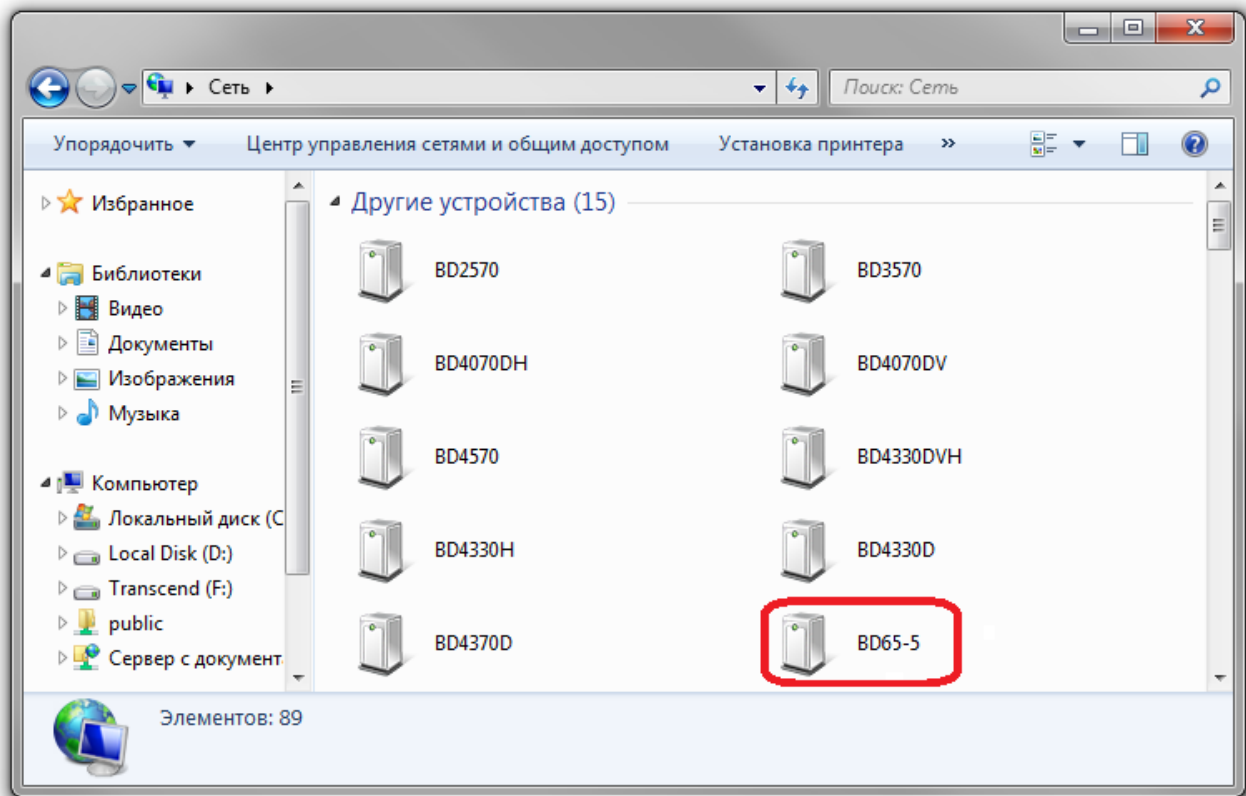 Сеть
Поиск: Сеть
Упорядочить Центр управления сетями и общим доступом Установка принтера »
Избранное
Библиотеки
Видео
Документы
Изображения
Музыка
Компьютер
Локальный диск (C
Local Disk (D:)
Transcend (F:)
public
Сервер с документ
Другие устройства (15)
BD2570 BD3570
BD4070DH BD4070DV
BD4570 BD4330DVH
BD4330H BD4330D
BD4370D BD65-5
Элементов: 89